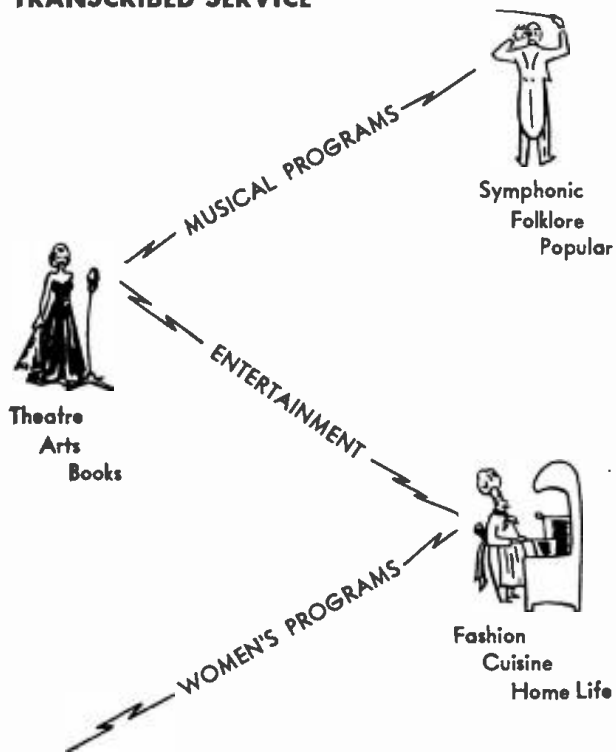 TRANSCRIBED SERVICE
MUSICAL PROGRAMS
Symphonic
Folklore
Popular
Theatre
Arts
Books
ENTERTAINMENT
Fashion
Cuisine
Home Life
WOMEN'S PROGRAMS